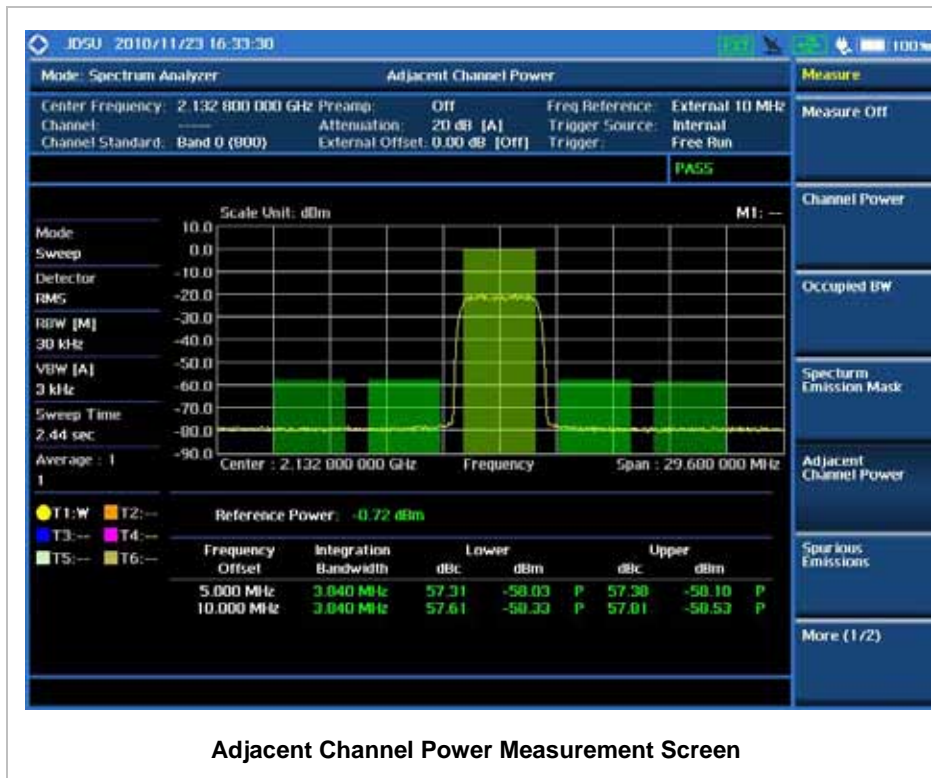 JDSU 2010/11/23 16:33:30 EXT 100%
Mode: Spectrum Analyzer Adjacent Channel Power Measure
Center Frequency: 2.132 800 000 GHz Preamp: Off Freq Reference: External 10 MHz
Channel: ----- Attenuation: 20 dB [A] Trigger Source: Internal
Channel Standard: Band 0 (800) External Offset: 0.00 dB [Off] Trigger: Free Run
Measure Off
PASS
Channel Power
Scale Unit: dBm M1: --
Mode
Sweep
Detector
RMS
RBW [M]
30 kHz
VBW [A]
3 kHz
Sweep Time
2.44 sec
Average : 1
1
10.0
0.0
-10.0
-20.0
-30.0
-40.0
-50.0
-60.0
-70.0
-80.0
-90.0
Center : 2.132 800 000 GHz Frequency Span : 29.680 000 MHz
Occupied BW
Specturm
Emission Mask
Adjacent
Channel Power
T1:W T2:--
T3:-- T4:--
T5:-- T6:--
Reference Power: -0.72 dBm
Frequency Integration Lower Upper
Offset Bandwidth dBc dBm dBc dBm
5.000 MHz 3.840 MHz 57.31 -58.03 P 57.38 -58.10 P
10.000 MHz 3.840 MHz 57.61 -58.33 P 57.81 -58.53 P
Spurious
Emissions
More (1/2)
Adjacent Channel Power Measurement Screen